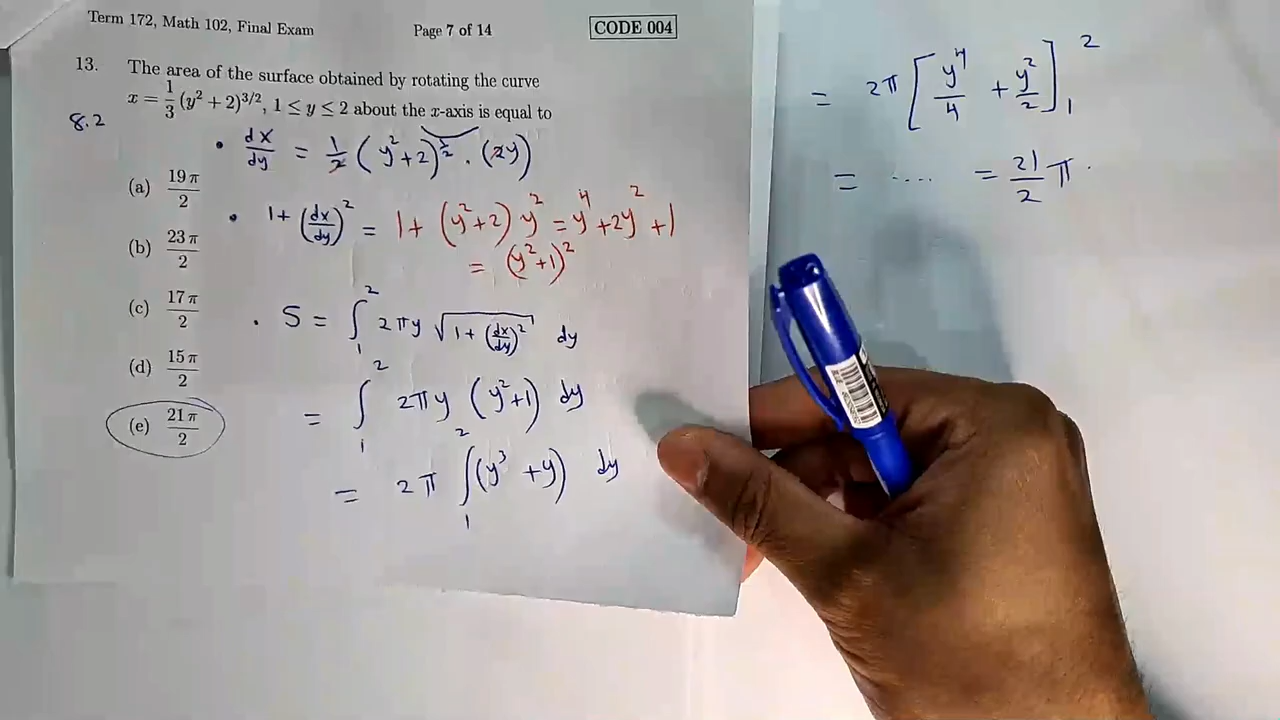 Term 172, Math 102, Final Exam Page 7 of 14 CODE 004
13. The area of the surface obtained by rotating the curve
x = 1/3 (y² + 2)^{3/2}, 1 ≤ y ≤ 2 about the x-axis is equal to
8.2
• dx/dy = 1/2 (y²+2)^{1/2} . (2y)
(a) 19π/2
• 1 + (dx/dy)² = 1 + (y²+2) y² = y⁴ + 2y² + 1
(b) 23π/2
= (y²+1)²
(c) 17π/2
. S = ∫₁² 2πy √(1 + (dx/dy)²) dy
(d) 15π/2
= ∫₁² 2πy (y²+1) dy
(e) 21π/2
= 2π ∫₁² (y³ + y) dy
= 2π [y⁴/4 + y²/2]₁²
= .... = 21/2 π.